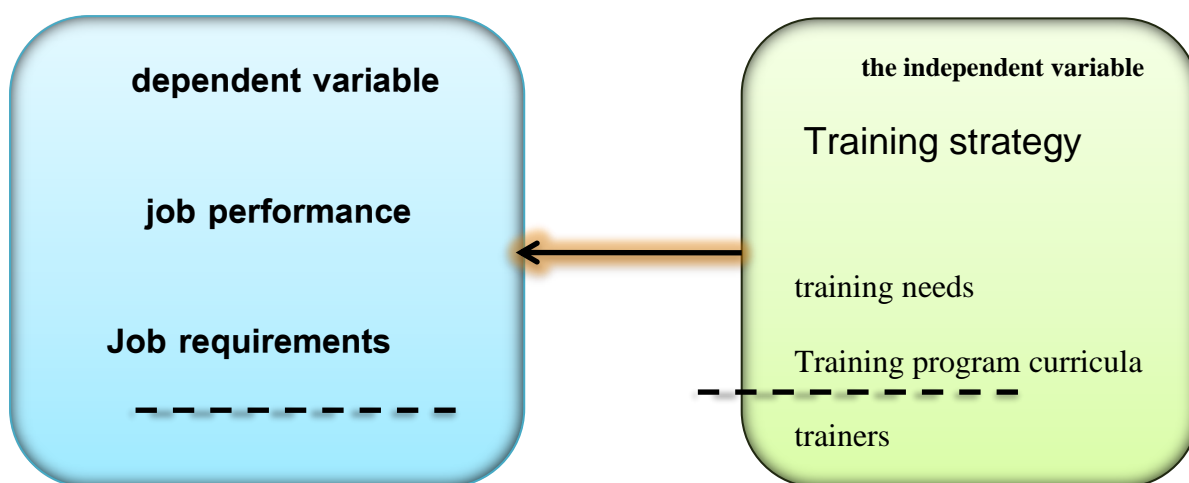 dependent variable
job performance
Job requirements
the independent variable
Training strategy
training needs
Training program curricula
trainers